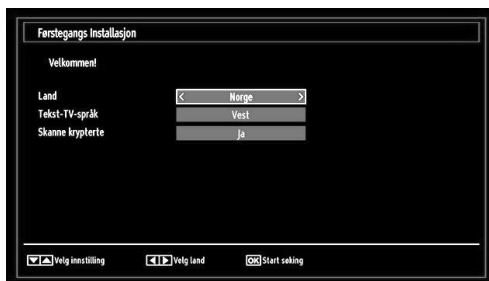 Førstegangs Installasjon
Velkommen!
Land < Norge >
Tekst-TV-språk Vest
Skanne krypterte Ja
Velg innstilling Velg land OK Start søking